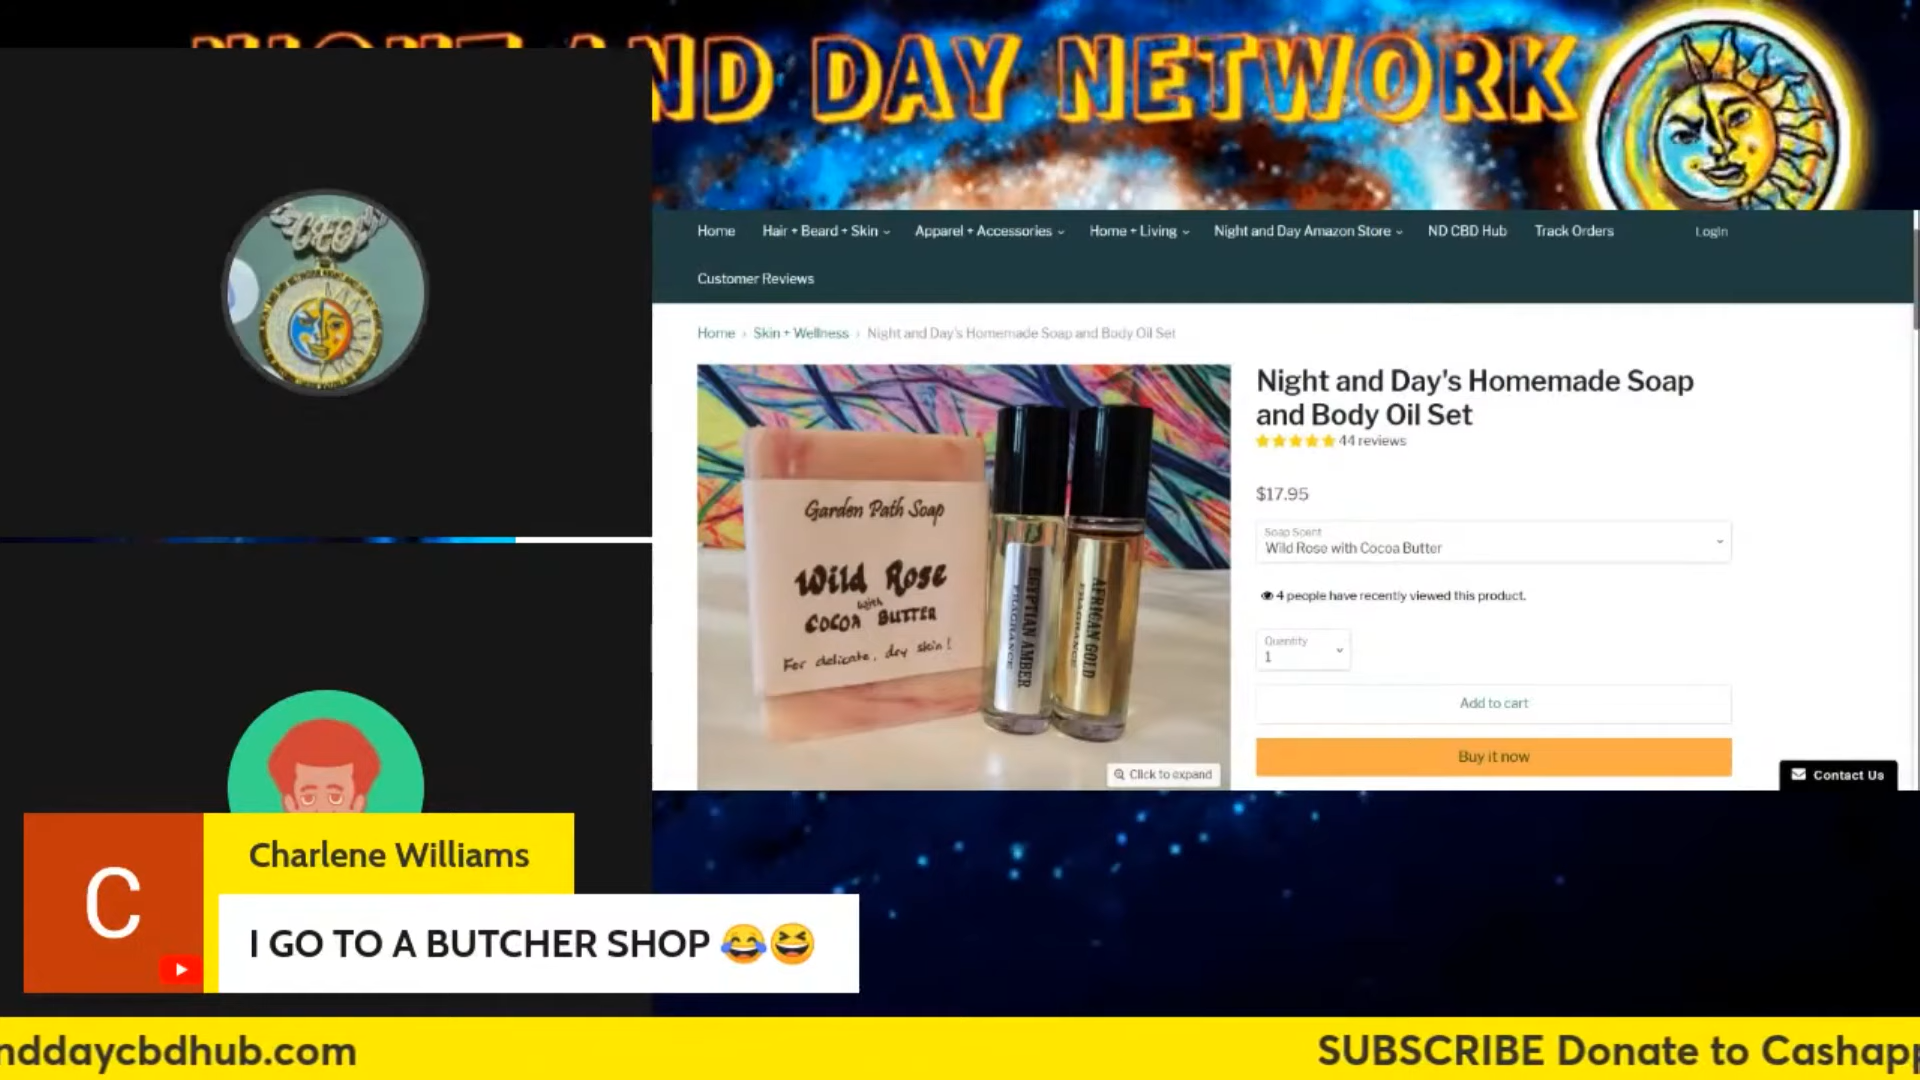 NIGHT AND DAY NETWORK
CEO
Home
Hair + Beard + Skin
Apparel + Accessories
Home + Living
Night and Day Amazon Store
ND CBD Hub
Track Orders
Login
Customer Reviews
Home › Skin + Wellness › Night and Day's Homemade Soap and Body Oil Set
Garden Path Soap
Wild Rose
with
COCOA BUTTER
For delicate, dry skin!
EGYPTIAN AMBER
FRAGRANCE
AFRICAN GOLD
FRAGRANCE
Click to expand
Night and Day's Homemade Soap
and Body Oil Set
44 reviews
$17.95
Soap Scent
Wild Rose with Cocoa Butter
4 people have recently viewed this product.
Quentity
1
Add to cart
Buy it now
Contact Us
C
Charlene Williams
I GO TO A BUTCHER SHOP 😂😆
nddaycbdhub.com
SUBSCRIBE Donate to Cashapp